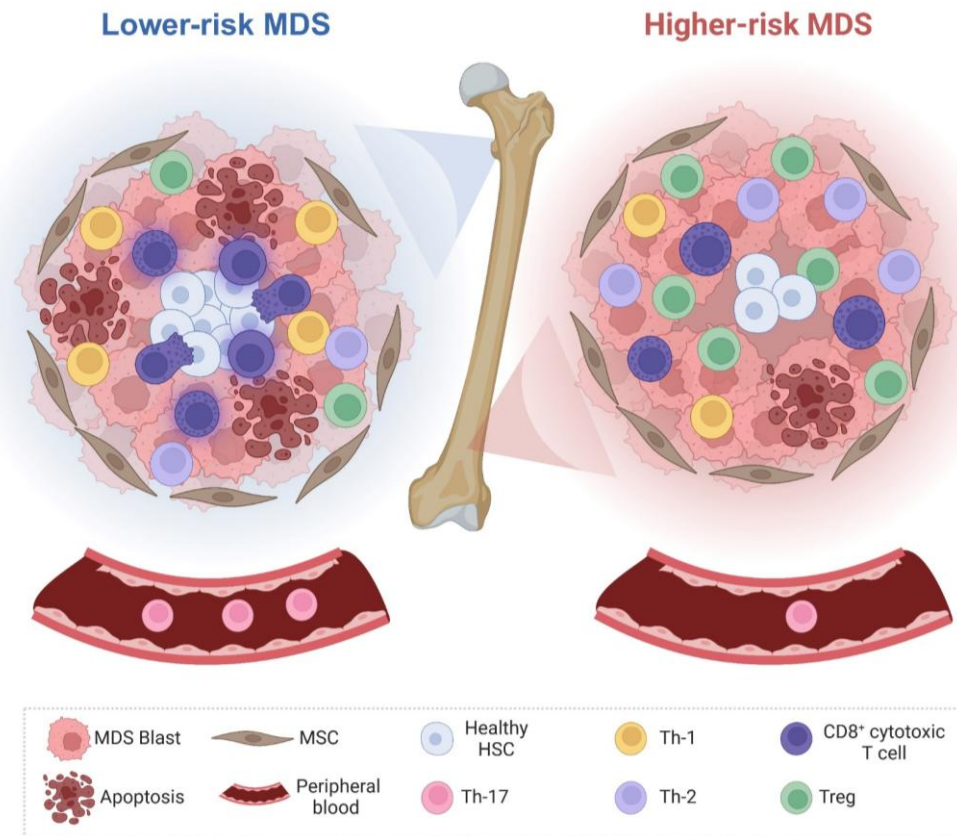 Lower-risk MDS
Higher-risk MDS
MDS Blast
MSC
Healthy
HSC
Th-1
CD8⁺ cytotoxic
T cell
Apoptosis
Peripheral
blood
Th-17
Th-2
Treg